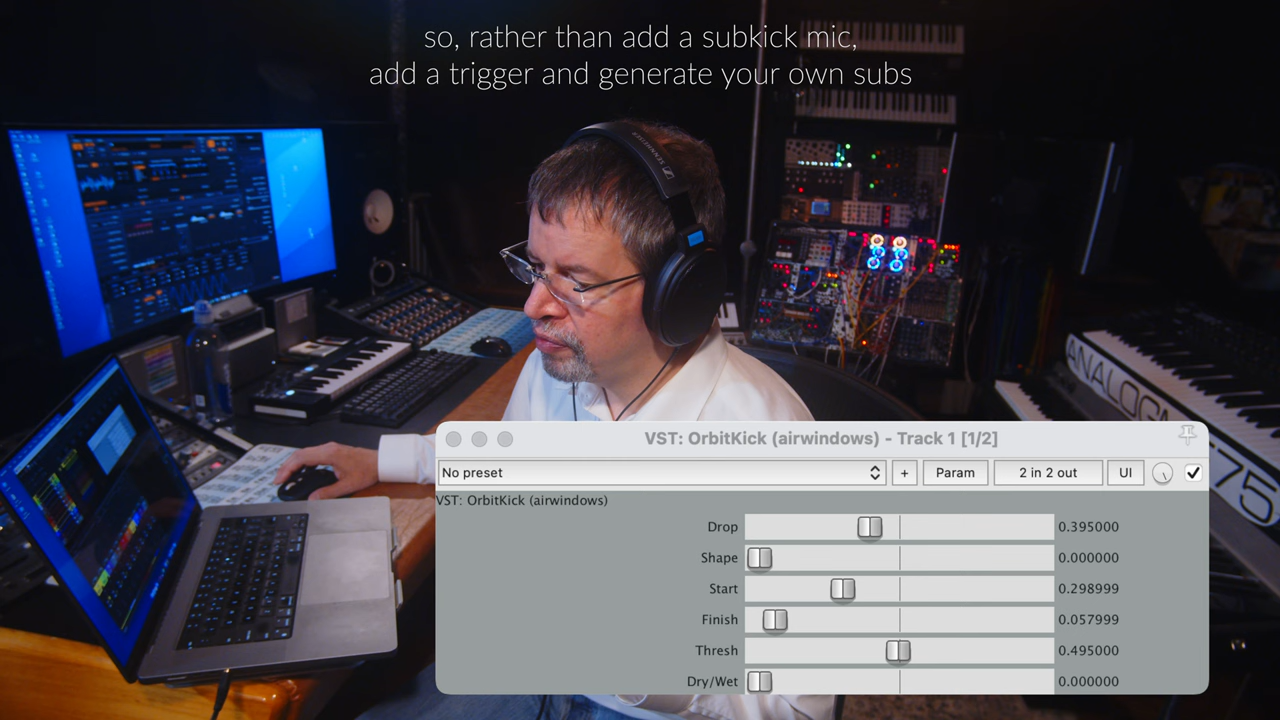 so, rather than add a subkick mic,
add a trigger and generate your own subs
SENNHEISER
ANALOG
75
VST: OrbitKick (airwindows) - Track 1 [1/2]
No preset
+
Param
2 in 2 out
UI
VST: OrbitKick (airwindows)
Drop 0.395000
Shape 0.000000
Start 0.298999
Finish 0.057999
Thresh 0.495000
Dry/Wet 0.000000